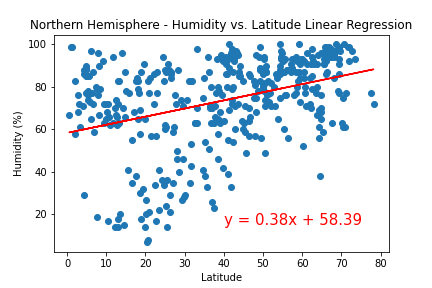 Northern Hemisphere - Humidity vs. Latitude Linear Regression
100
80
60
40
20
Humidity (%)
y = 0.38x + 58.39
0 10 20 30 40 50 60 70 80
Latitude